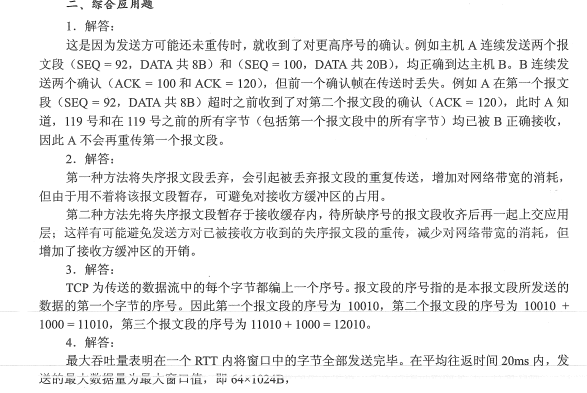 二、综合应用题
1. 解答:
这是因为发送方可能还未重传时，就收到了对更高序号的确认。例如主机 A 连续发送两个报
文段（SEQ = 92，DATA 共 8B）和（SEQ = 100，DATA 共 20B），均正确到达主机 B。B 连续发
送两个确认（ACK = 100 和 ACK = 120），但前一个确认帧在传送时丢失。例如 A 在第一个报文
段（SEQ = 92，DATA 共 8B）超时之前收到了对第二个报文段的确认（ACK = 120），此时 A 知
道，119 号和在 119 号之前的所有字节（包括第一个报文段中的所有字节）均已被 B 正确接收，
因此 A 不会再重传第一个报文段。
2. 解答:
第一种方法将失序报文段丢弃，会引起被丢弃报文段的重复传送，增加对网络带宽的消耗，
但由于用不着将该报文段暂存，可避免对接收方缓冲区的占用。
第二种方法先将失序报文段暂存于接收缓存内，待所缺序号的报文段收齐后再一起上交应用
层；这样有可能避免发送方对已被接收方收到的失序报文段的重传，减少对网络带宽的消耗，但
增加了接收方缓冲区的开销。
3. 解答:
TCP 为传送的数据流中的每个字节都编上一个序号。报文段的序号指的是本报文段所发送的
数据的第一个字节的序号。因此第一个报文段的序号为 10010，第二个报文段的序号为 10010 +
1000 = 11010，第三个报文段的序号为 11010 + 1000 = 12010。
4. 解答:
最大吞吐量表明在一个 RTT 内将窗口中的字节全部发送完毕。在平均往返时间 20ms 内，发
送的最大数据量为最大窗口值，即 64×1024B，